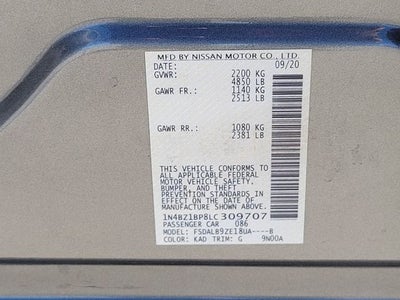 MFD BY NISSAN MOTOR CO., LTD.
DATE: 09/20
GVWR: 2200 KG
4850 LB
GAWR FR.: 1140 KG
2513 LB
GAWR RR.: 1080 KG
2381 LB
THIS VEHICLE CONFORMS TO
ALL APPLICABLE FEDERAL
MOTOR VEHICLE SAFETY,
BUMPER, AND THEFT
PREVENTION STANDARDS IN
EFFECT ON THE DATE OF
MANUFACTURE SHOWN ABOVE.
1N4BZ1BP8LC 309707
PASSENGER CAR 086
MODEL: FSDALB9ZE18UA----B
COLOR: KAD TRIM: G 9N00A